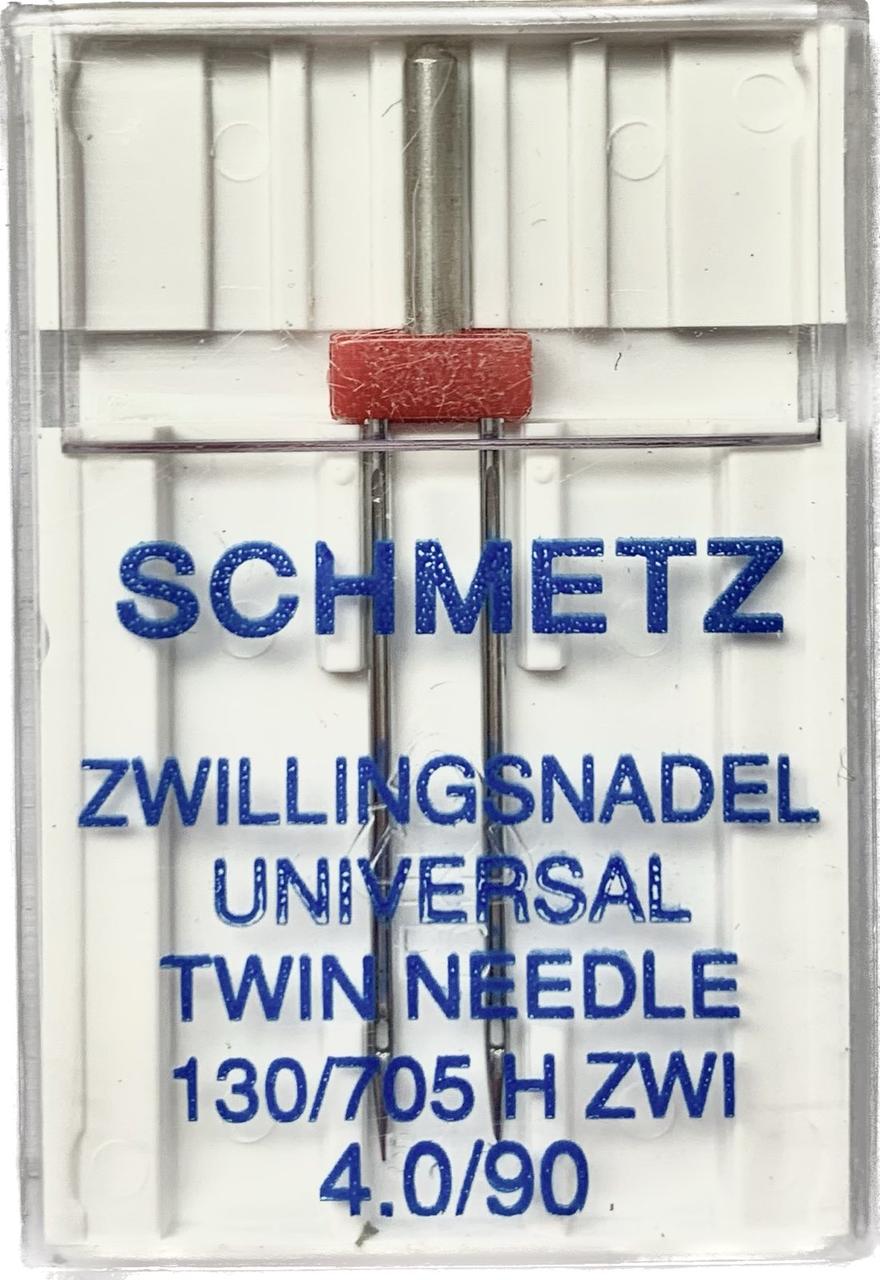 SCHMETZ
ZWILLINGSNADEL
UNIVERSAL
TWIN NEEDLE
130/705 H ZWI
4.0/90